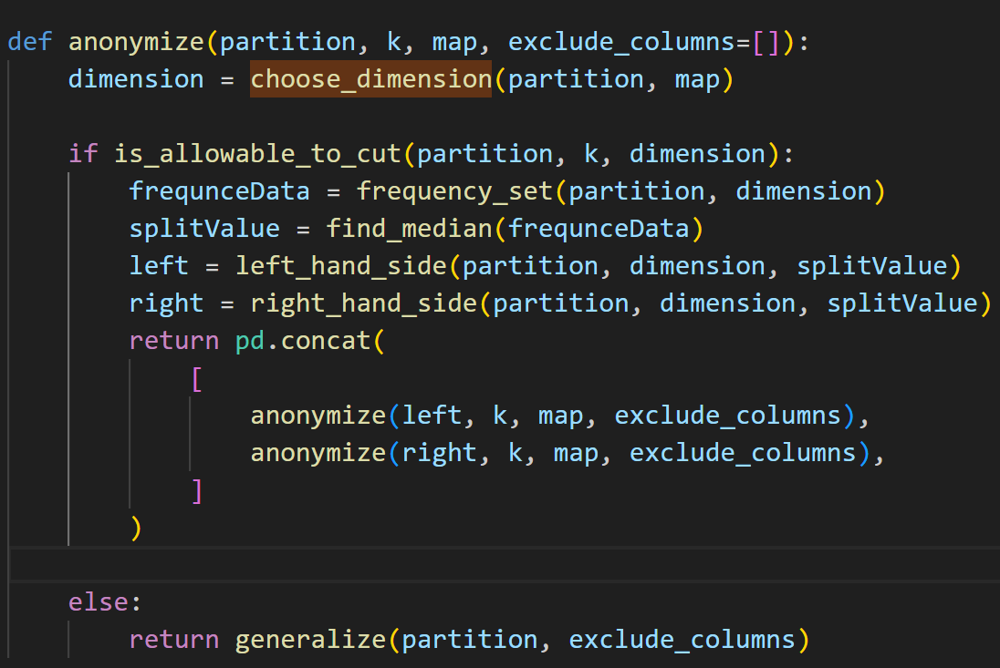 def anonymize(partition, k, map, exclude_columns=[]):
    dimension = choose_dimension(partition, map)
    if is_allowable_to_cut(partition, k, dimension):
        frequnceData = frequency_set(partition, dimension)
        splitValue = find_median(frequnceData)
        left = left_hand_side(partition, dimension, splitValue)
        right = right_hand_side(partition, dimension, splitValue)
        return pd.concat(
            [
                anonymize(left, k, map, exclude_columns),
                anonymize(right, k, map, exclude_columns),
            ]
        )
    else:
        return generalize(partition, exclude_columns)